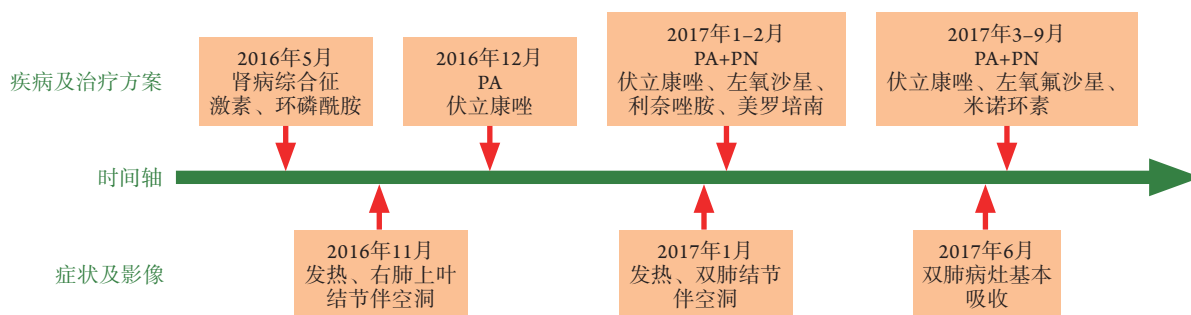 疾病及治疗方案
2016年5月
肾病综合征
激素、环磷酰胺
2016年12月
PA
伏立康唑
2017年1–2月
PA+PN
伏立康唑、左氧沙星、
利奈唑胺、美罗培南
2017年3–9月
PA+PN
伏立康唑、左氧氟沙星、
米诺环素
时间轴
症状及影像
2016年11月
发热、右肺上叶
结节伴空洞
2017年1月
发热、双肺结节
伴空洞
2017年6月
双肺病灶基本
吸收